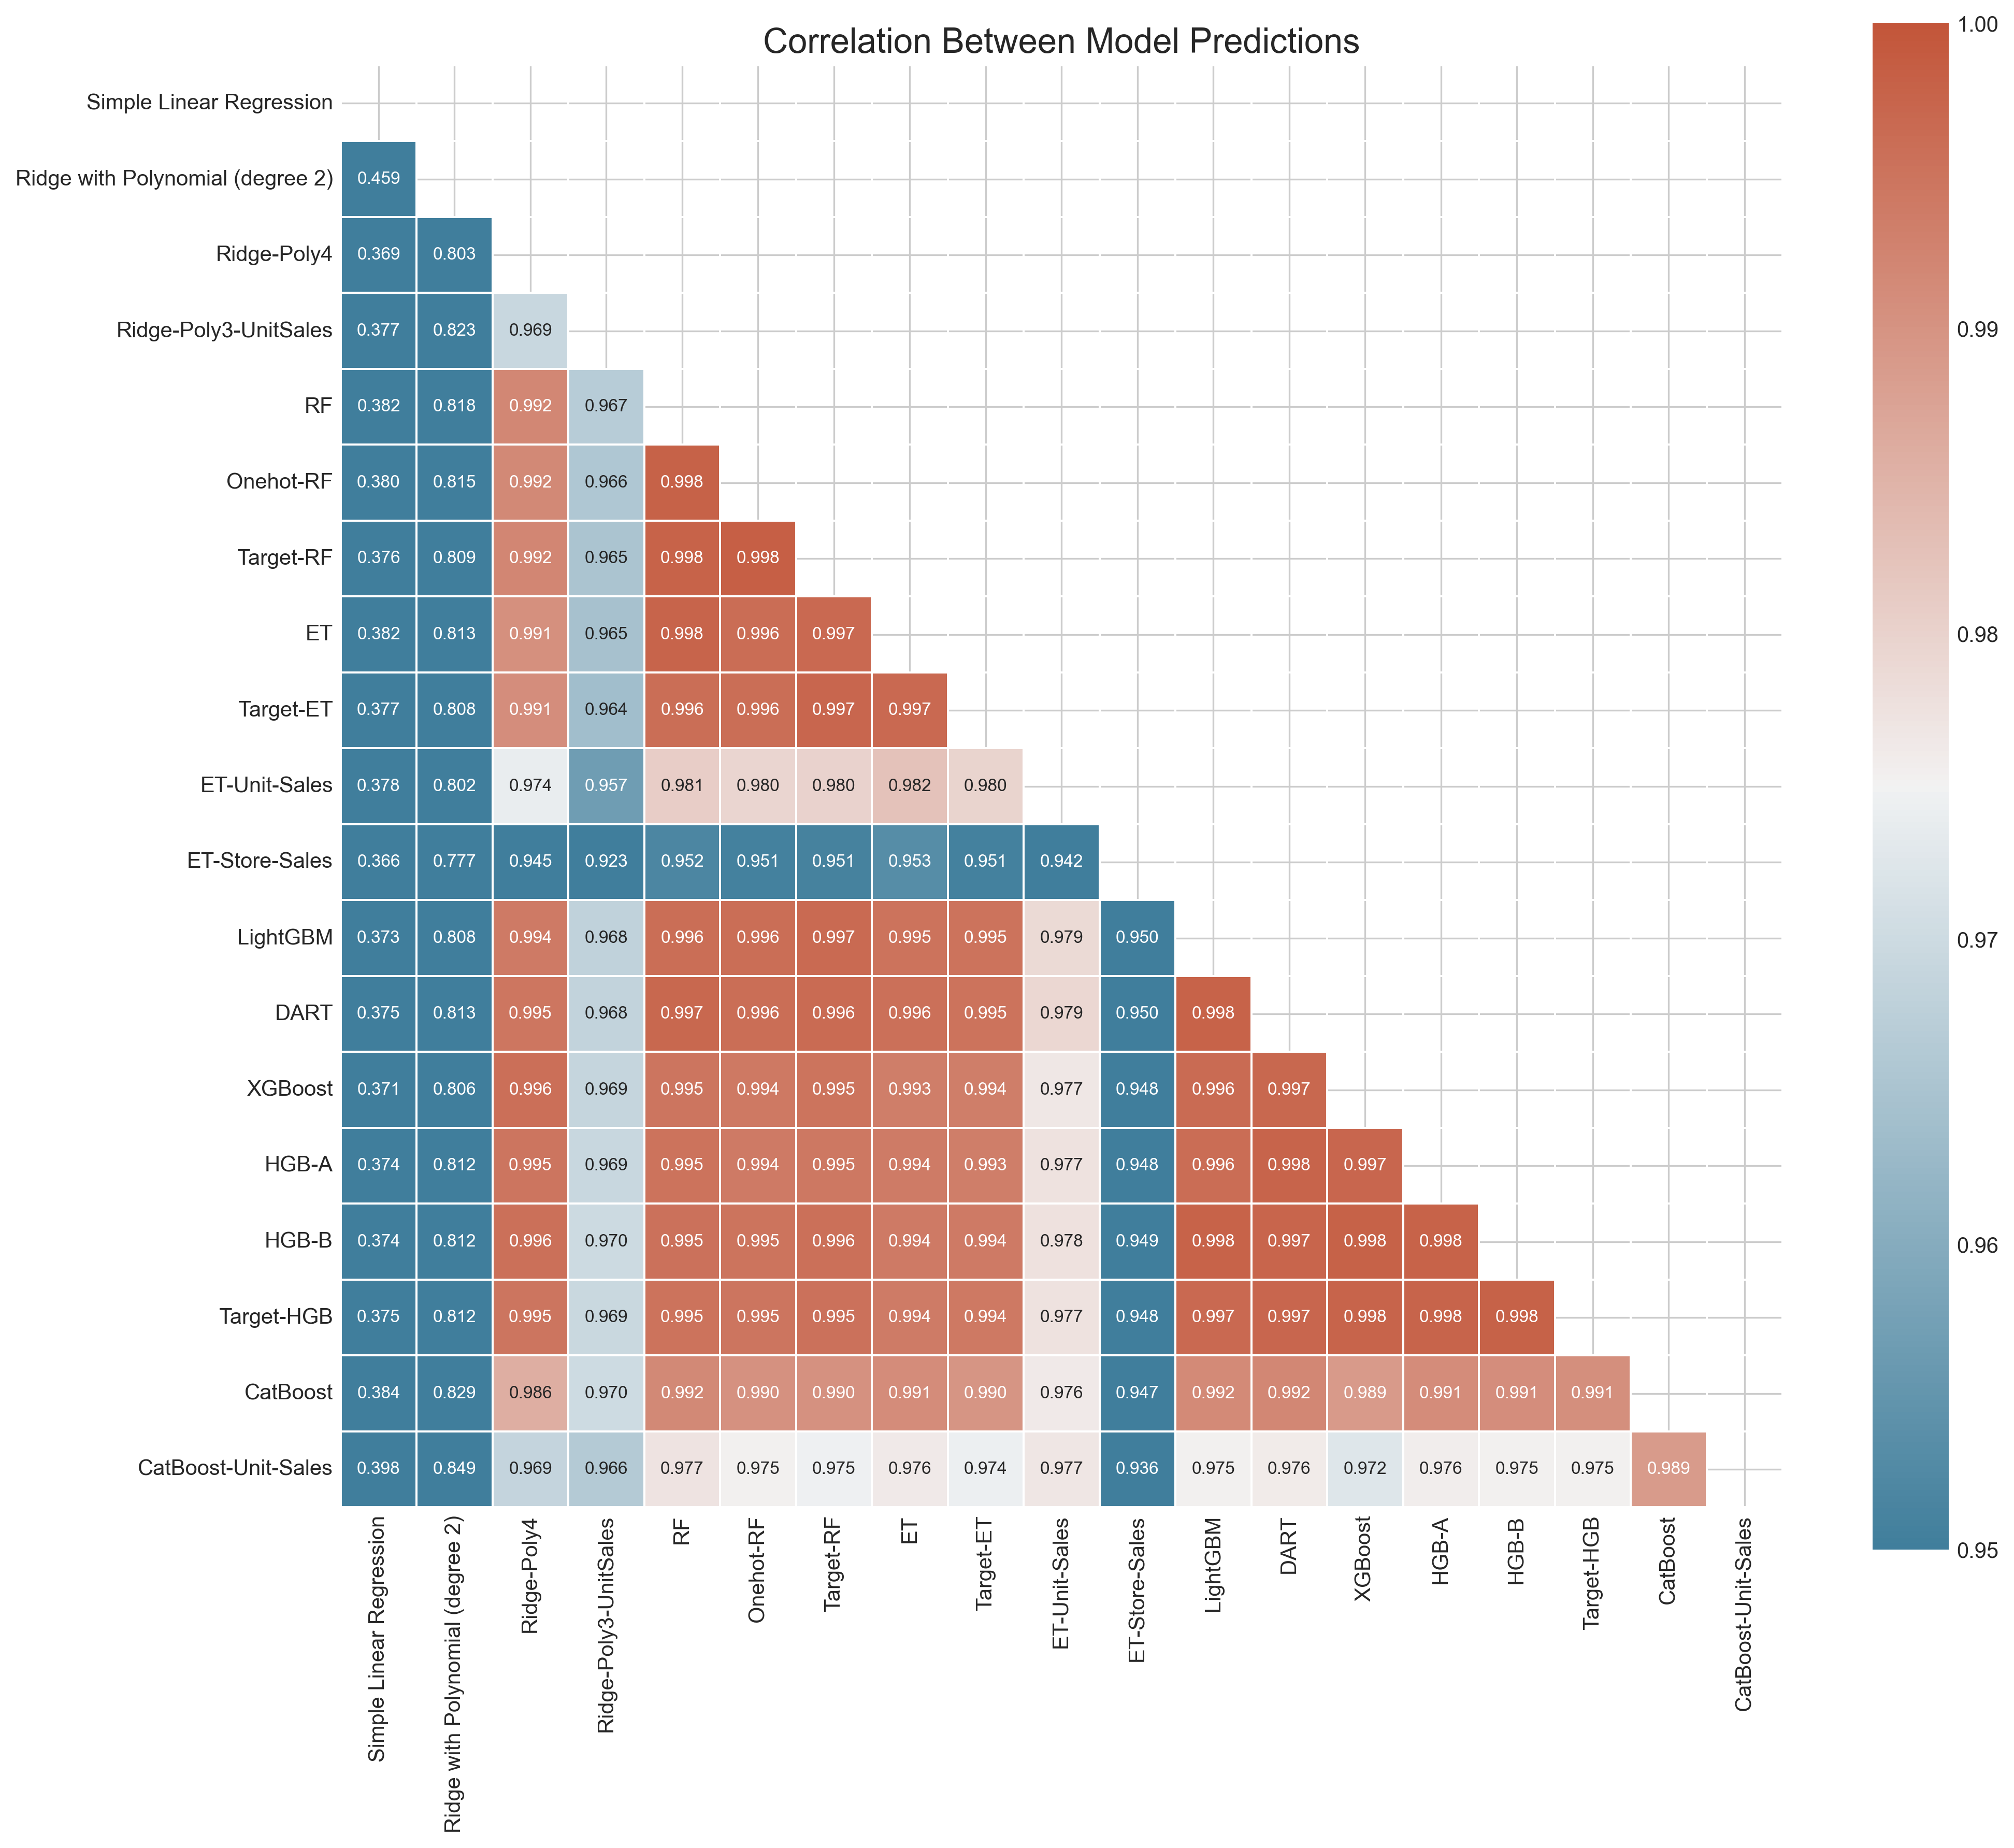 Correlation Between Model Predictions
Simple Linear Regression
Ridge with Polynomial (degree 2) 0.459
Ridge-Poly4 0.369 0.803
Ridge-Poly3-UnitSales 0.377 0.823 0.969
RF 0.382 0.818 0.992 0.967
Onehot-RF 0.380 0.815 0.992 0.966 0.998
Target-RF 0.376 0.809 0.992 0.965 0.998 0.998
ET 0.382 0.813 0.991 0.965 0.998 0.996 0.997
Target-ET 0.377 0.808 0.991 0.964 0.996 0.996 0.997 0.997
ET-Unit-Sales 0.378 0.802 0.974 0.957 0.981 0.980 0.980 0.982 0.980
ET-Store-Sales 0.366 0.777 0.945 0.923 0.952 0.951 0.951 0.953 0.951 0.942
LightGBM 0.373 0.808 0.994 0.968 0.996 0.996 0.997 0.995 0.995 0.979 0.950
DART 0.375 0.813 0.995 0.968 0.997 0.996 0.996 0.996 0.995 0.979 0.950 0.998
XGBoost 0.371 0.806 0.996 0.969 0.995 0.994 0.995 0.993 0.994 0.977 0.948 0.996 0.997
HGB-A 0.374 0.812 0.995 0.969 0.995 0.994 0.995 0.994 0.993 0.977 0.948 0.996 0.998 0.997
HGB-B 0.374 0.812 0.996 0.970 0.995 0.995 0.996 0.994 0.994 0.978 0.949 0.998 0.997 0.998 0.998
Target-HGB 0.375 0.812 0.995 0.969 0.995 0.995 0.995 0.994 0.994 0.977 0.948 0.997 0.997 0.998 0.998 0.998
CatBoost 0.384 0.829 0.986 0.970 0.992 0.990 0.990 0.991 0.990 0.976 0.947 0.992 0.992 0.989 0.991 0.991 0.991
CatBoost-Unit-Sales 0.398 0.849 0.969 0.966 0.977 0.975 0.975 0.976 0.974 0.977 0.936 0.975 0.976 0.972 0.976 0.975 0.975 0.989
Simple Linear Regression
Ridge with Polynomial (degree 2)
Ridge-Poly4
Ridge-Poly3-UnitSales
RF
Onehot-RF
Target-RF
ET
Target-ET
ET-Unit-Sales
ET-Store-Sales
LightGBM
DART
XGBoost
HGB-A
HGB-B
Target-HGB
CatBoost
CatBoost-Unit-Sales
1.00
0.99
0.98
0.97
0.96
0.95